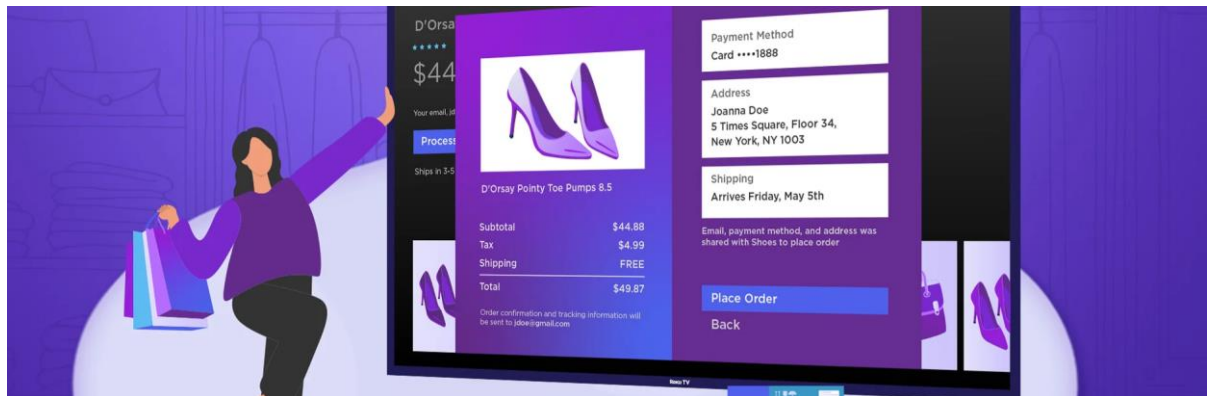 D'Orsa
$44
Your email, jd
Process
Ships in 3-5
D'Orsay Pointy Toe Pumps 8.5
Subtotal $44.88
Tax $4.99
Shipping FREE
Total $49.87
Order confirmation and tracking information will
be sent to jdoe@gmail.com
Payment Method
Card ••••1888
Address
Joanna Doe
5 Times Square, Floor 34,
New York, NY 1003
Shipping
Arrives Friday, May 5th
Email, payment method, and address was
shared with Shoes to place order
Place Order
Back
Roku TV